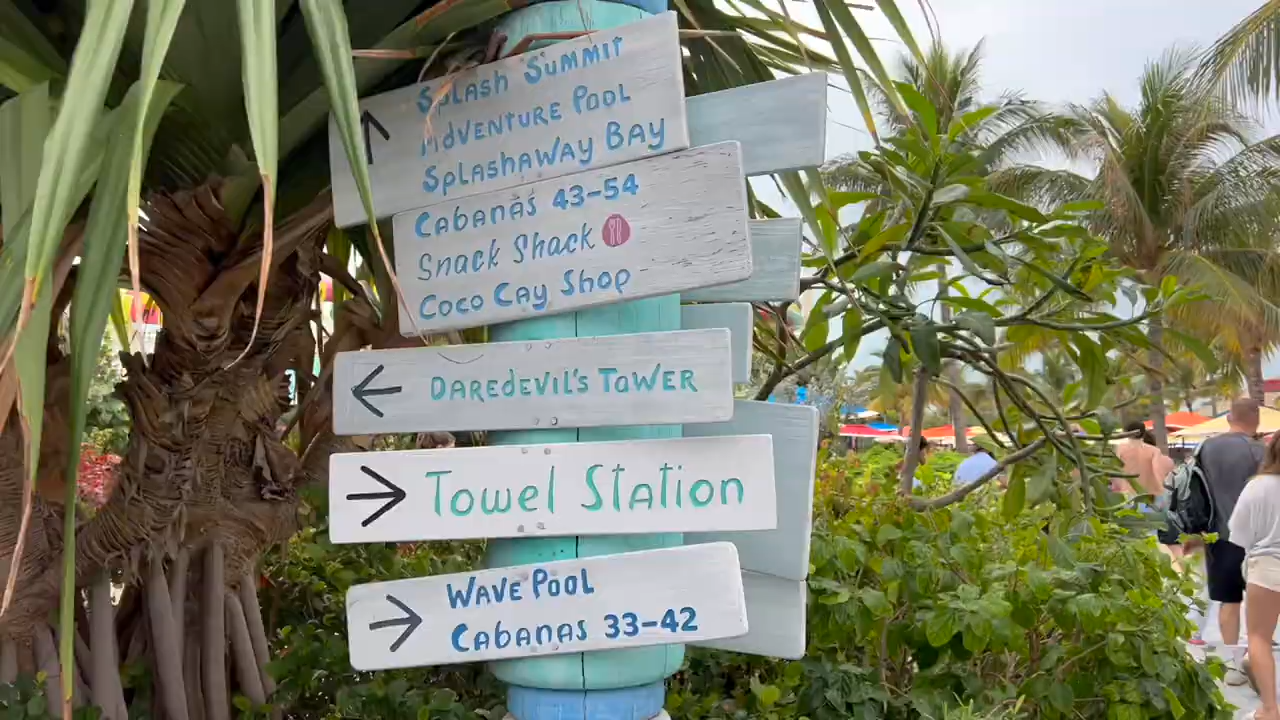 Splash Summit
Adventure Pool
Splashaway Bay
Cabanas 43-54
Snack Shack
Coco Cay Shop
Daredevil's Tower
Towel Station
Wave Pool
Cabanas 33-42